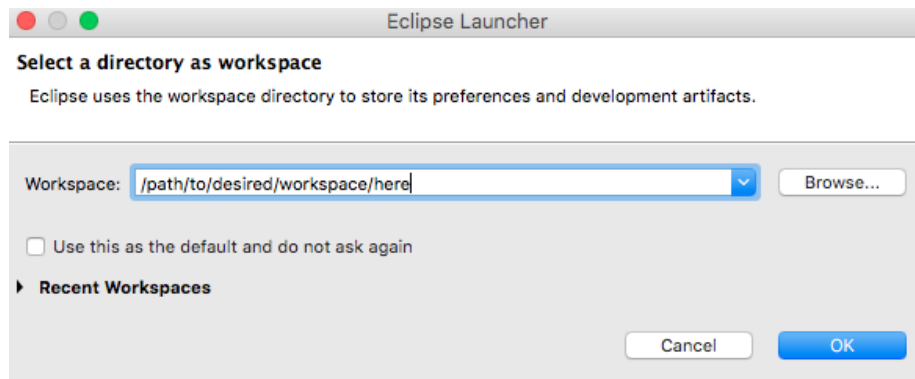 Eclipse Launcher
Select a directory as workspace
Eclipse uses the workspace directory to store its preferences and development artifacts.
Workspace: /path/to/desired/workspace/here Browse...
Use this as the default and do not ask again
Recent Workspaces
Cancel OK